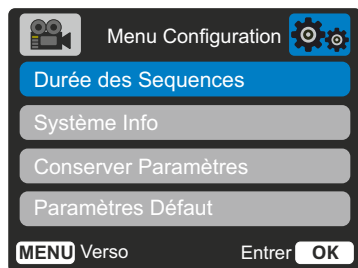 Menu Configuration
Durée des Sequences
Système Info
Conserver Paramètres
Paramètres Défaut
MENU Verso Entrer OK